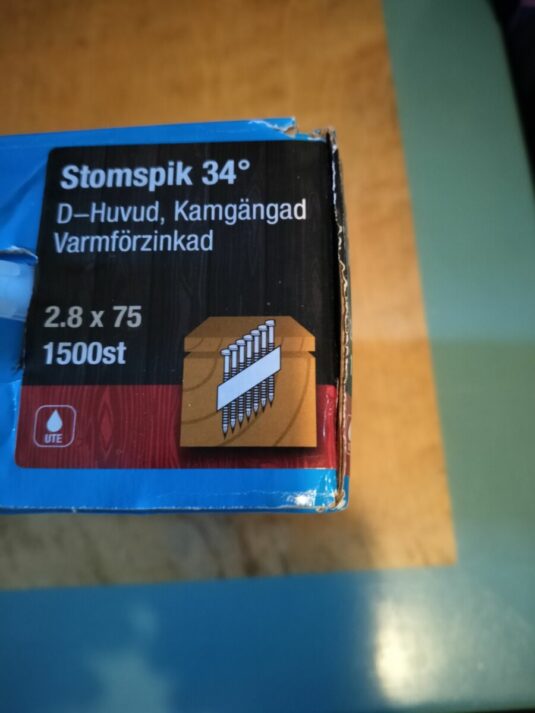 Stomspik 34°
D–Huvud, Kamgängad
Varmförzinkad
2.8 x 75
1500st
UTE